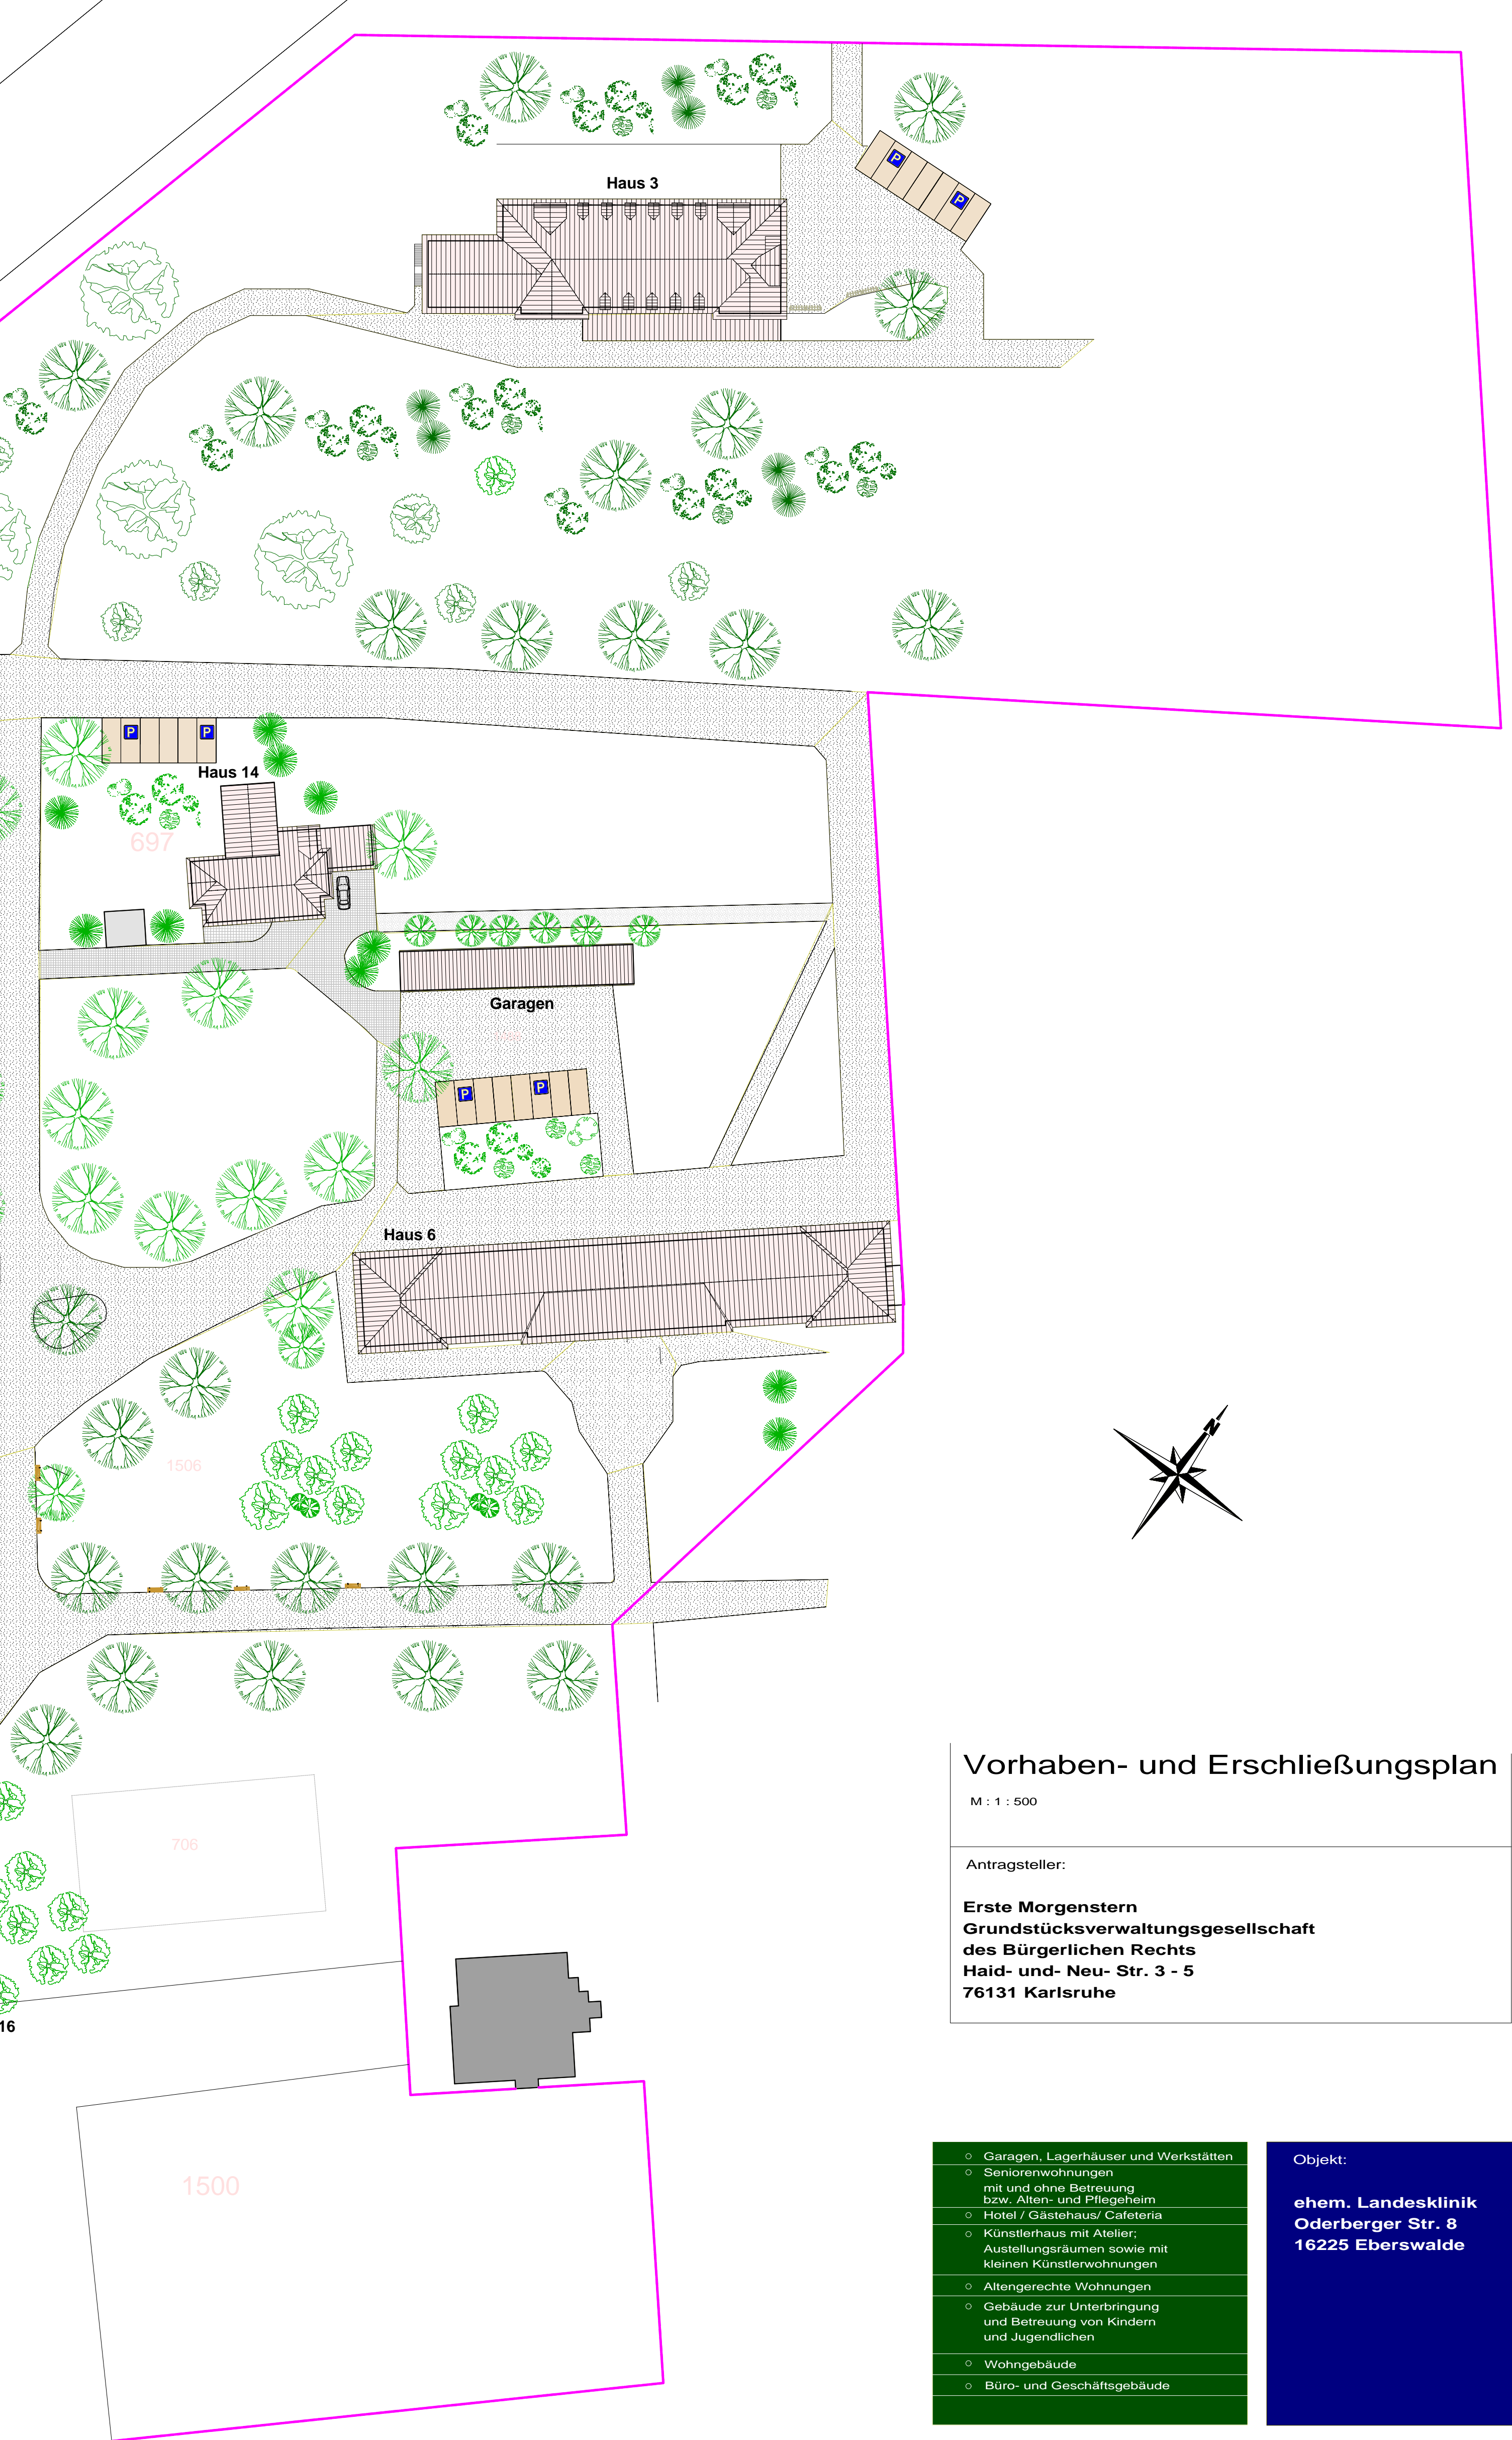 Haus 3
P
P
P
P
Haus 14
697
Garagen
P
P
Haus 6
1506
N
Vorhaben- und Erschließungsplan
M : 1 : 500
Antragsteller:
706
Erste Morgenstern
Grundstücksverwaltungsgesellschaft
des Bürgerlichen Rechts
Haid- und- Neu- Str. 3 - 5
76131 Karlsruhe
16
1500
Garagen, Lagerhäuser und Werkstätten
Seniorenwohnungen
mit und ohne Betreuung
bzw. Alten- und Pflegeheim
Hotel / Gästehaus/ Cafeteria
Künstlerhaus mit Atelier;
Austellungsräumen sowie mit
kleinen Künstlerwohnungen
Altengerechte Wohnungen
Gebäude zur Unterbringung
und Betreuung von Kindern
und Jugendlichen
Wohngebäude
Büro- und Geschäftsgebäude
Objekt:
ehem. Landesklinik
Oderberger Str. 8
16225 Eberswalde